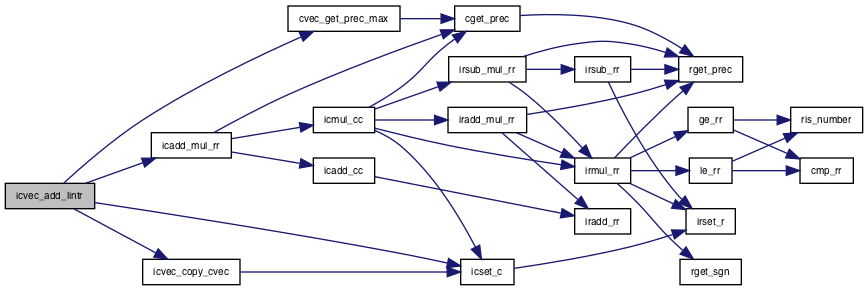 cvec_get_prec_max
cget_prec
irsub_mul_rr
irsub_rr
rget_prec
icmul_cc
iradd_mul_rr
ge_rr
ris_number
icadd_mul_rr
icadd_cc
irmul_rr
le_rr
cmp_rr
icvec_add_lintr
iradd_rr
irset_r
icvec_copy_cvec
icset_c
rget_sgn